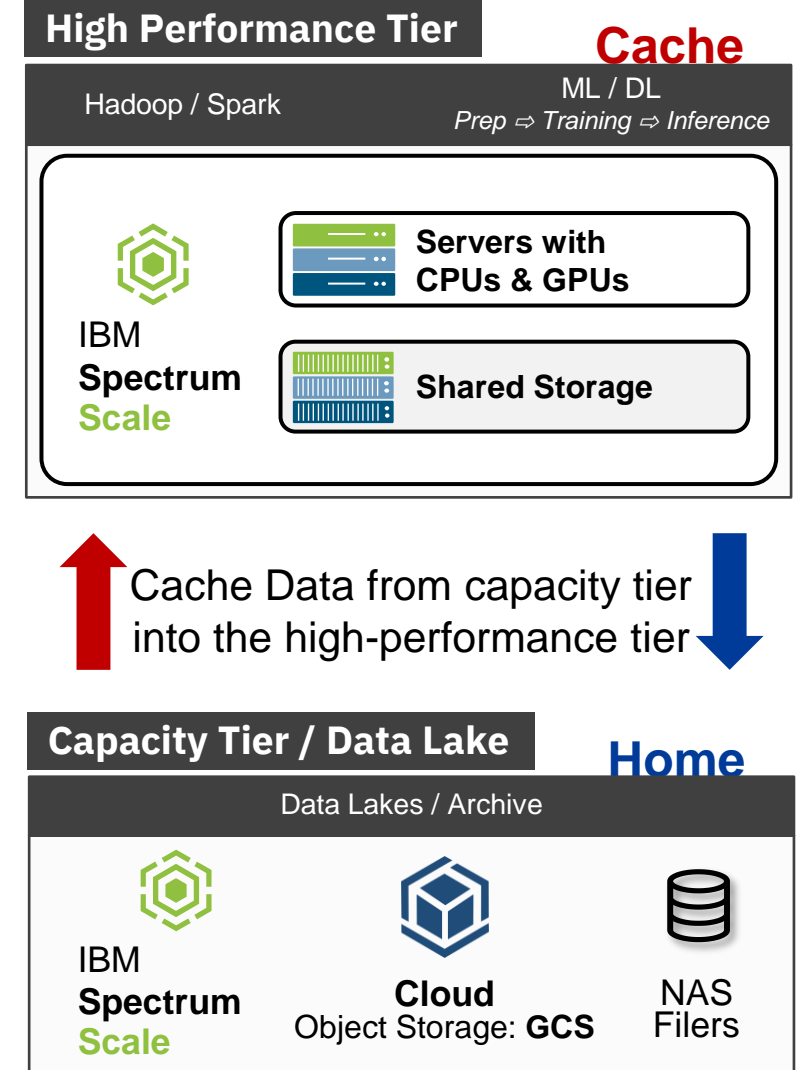 High Performance Tier
Cache
Hadoop / Spark
ML / DL
Prep ⇨ Training ⇨ Inference
Servers with
CPUs & GPUs
IBM
Spectrum
Scale
Shared Storage
Cache Data from capacity tier
into the high-performance tier
Capacity Tier / Data Lake
Home
Data Lakes / Archive
IBM
Spectrum
Scale
Cloud
Object Storage: GCS
NAS
Filers